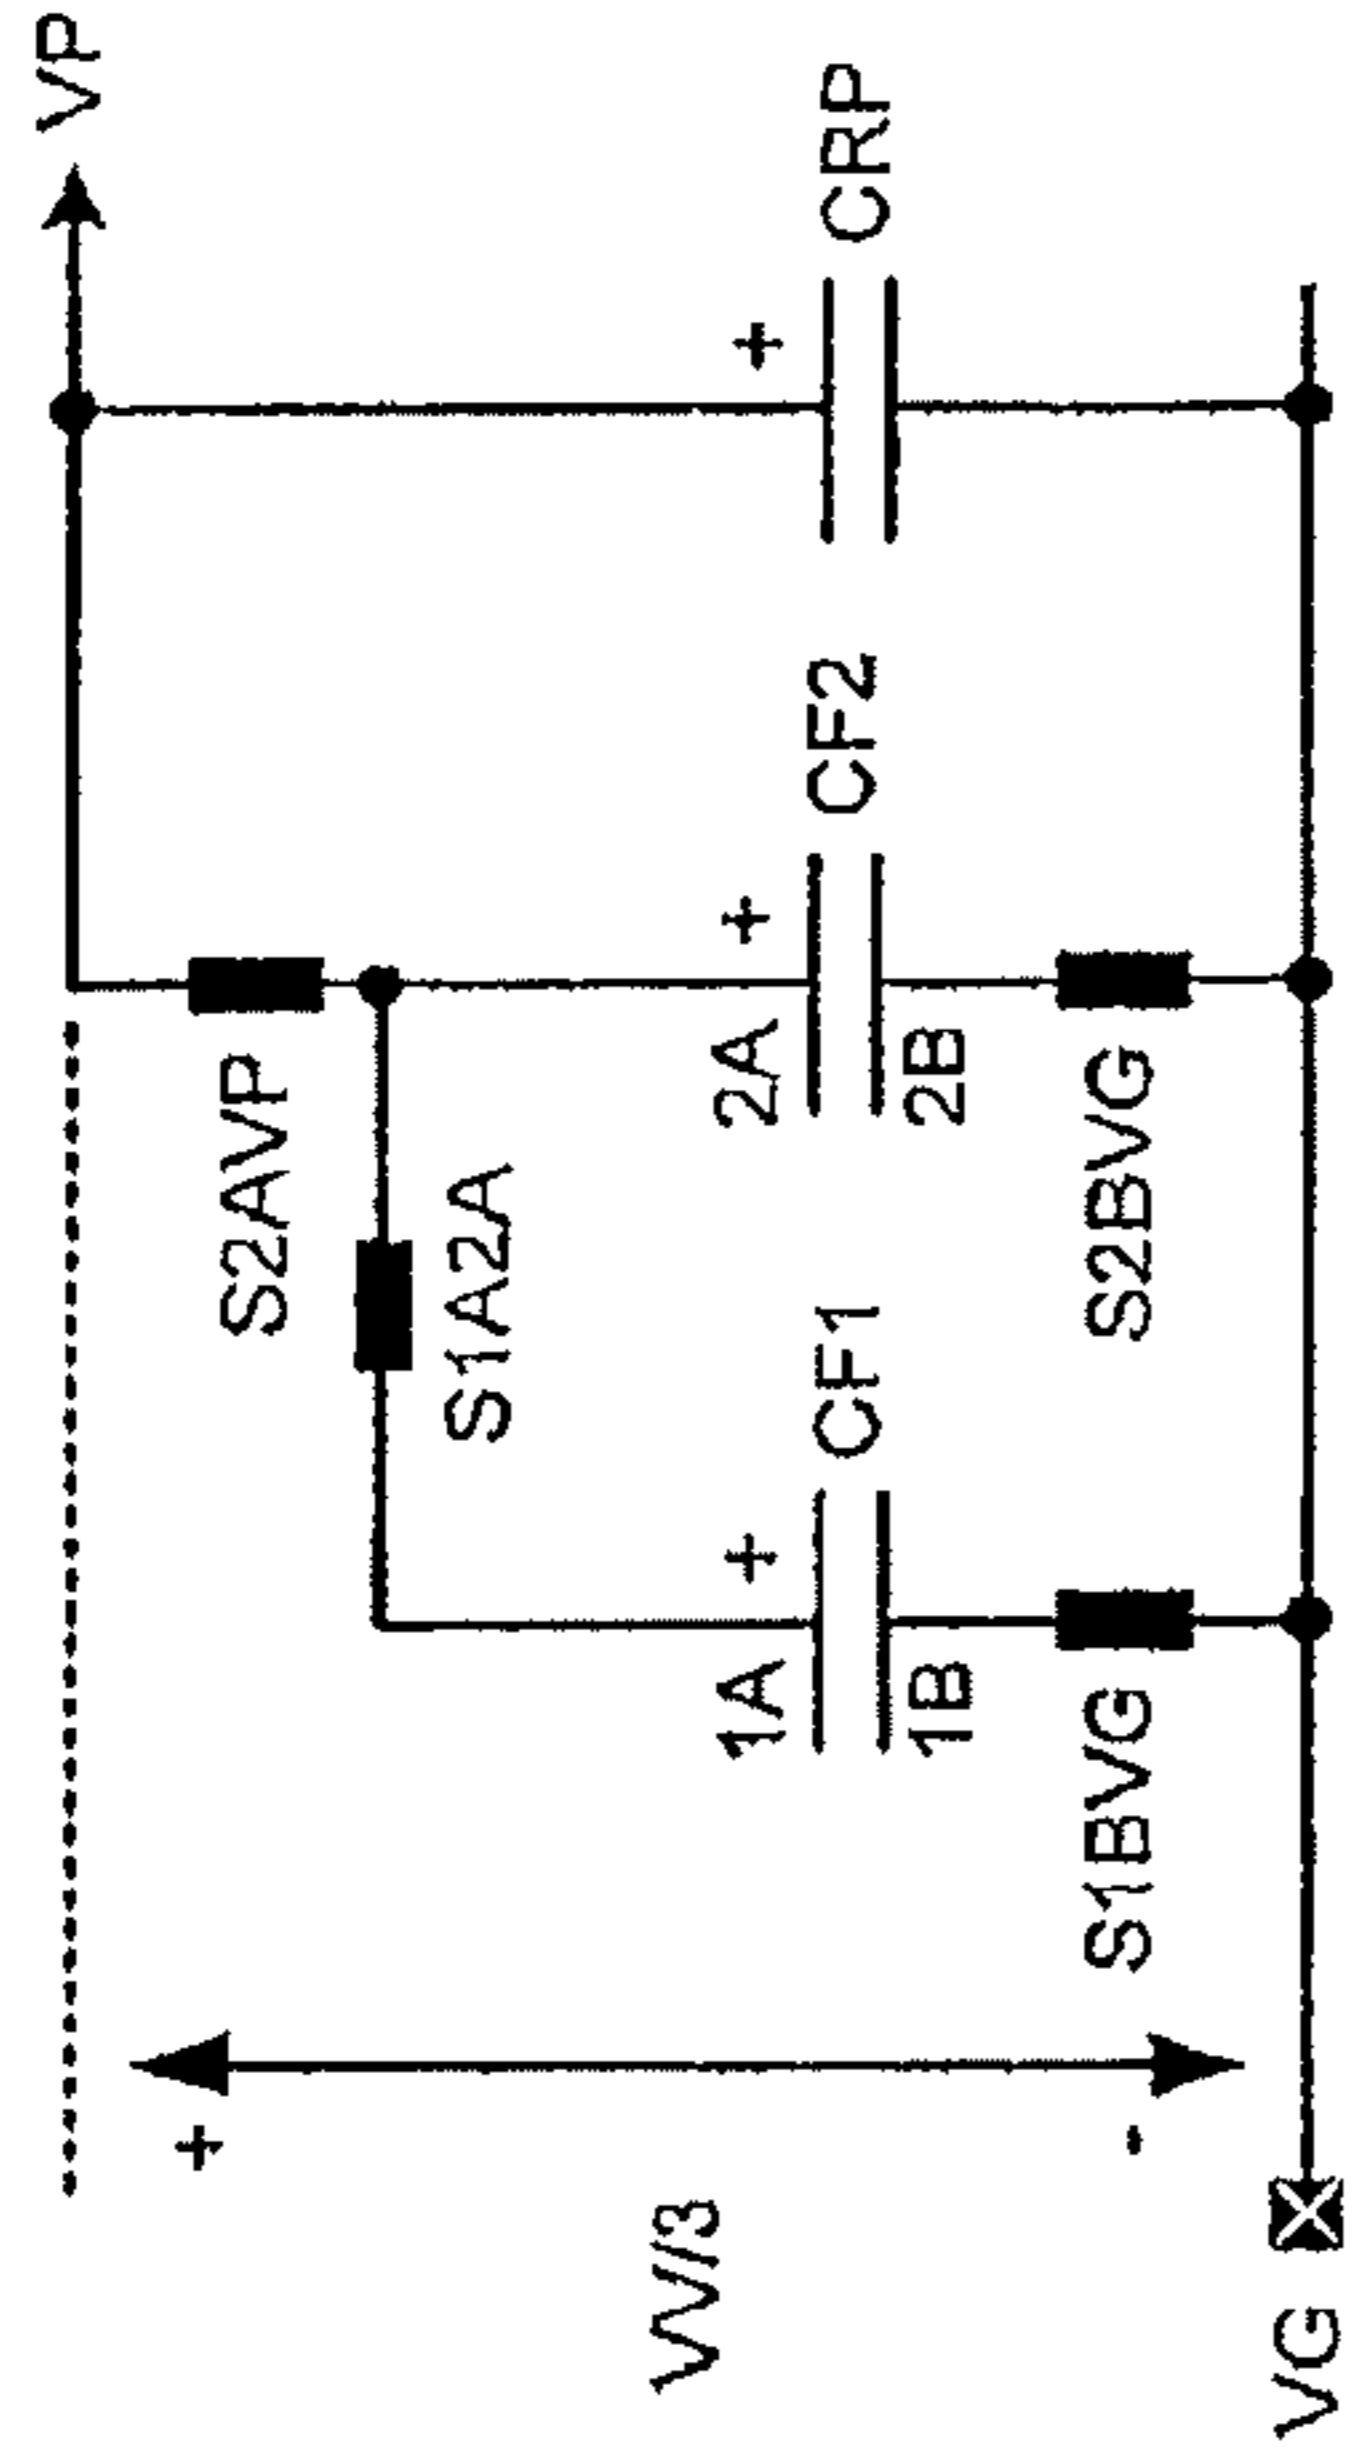 VP
+
S2AVP
S1A2A
VV/3
1A
+
2A
+
+
CF1
CF2
CRP
1B
2B
-
S1BVG
S2BVG
VG